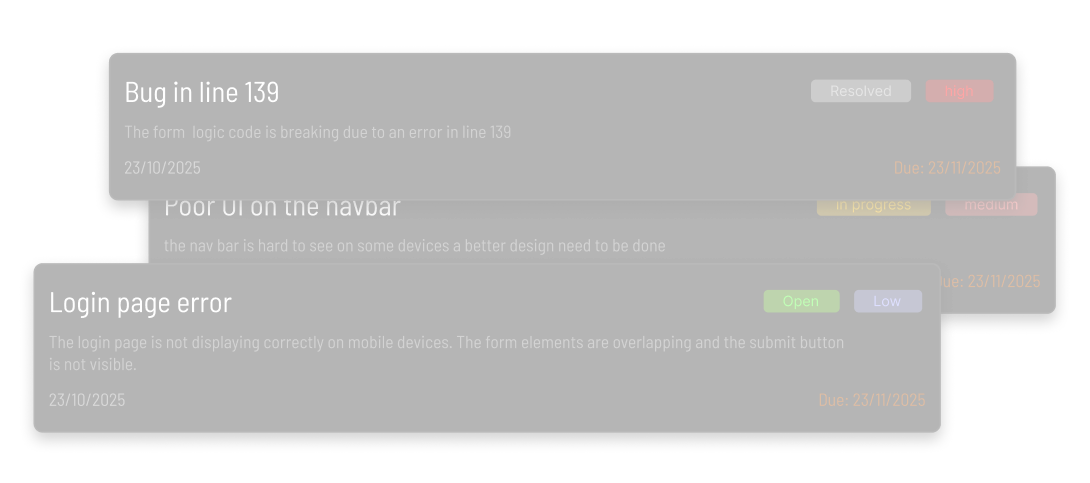 Bug in line 139
Resolved
high
The form logic code is breaking due to an error in line 139
23/10/2025
Due: 23/11/2025
Poor UI on the navbar
in progress
medium
the nav bar is hard to see on some devices a better design need to be done
ue: 23/11/2025
Login page error
Open
Low
The login page is not displaying correctly on mobile devices. The form elements are overlapping and the submit button
is not visible.
23/10/2025
Due: 23/11/2025